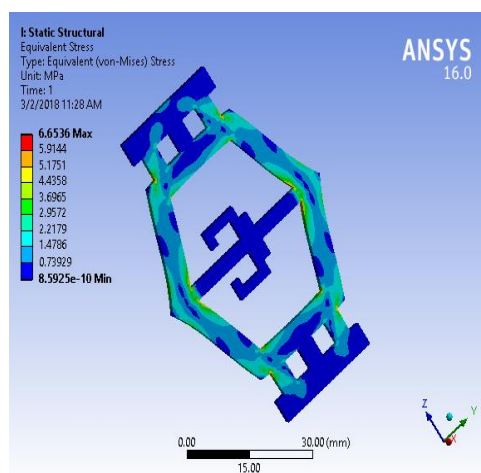 I: Static Structural
Equivalent Stress
Type: Equivalent (von-Mises) Stress
Unit: MPa
Time: 1
3/2/2018 11:28 AM
ANSYS
16.0
6.6536 Max
5.9144
5.1751
4.4358
3.6965
2.9572
2.2179
1.4786
0.73929
8.5925e-10 Min
0.00
30.00 (mm)
15.00
Z
Y
X